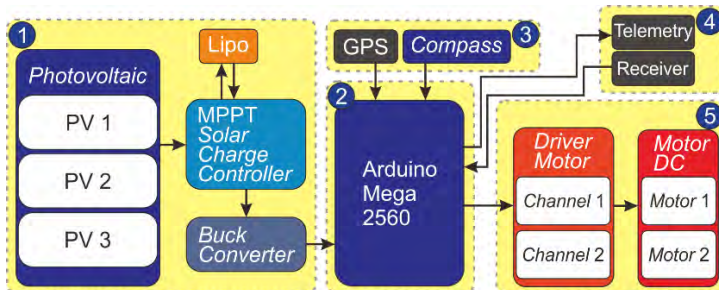 1
Photovoltaic
PV 1
PV 2
PV 3
Lipo
MPPT
Solar
Charge
Controller
Buck
Converter
2
Arduino
Mega
2560
3
GPS
Compass
4
Telemetry
Receiver
5
Driver
Motor
Channel 1
Channel 2
Motor
DC
Motor 1
Motor 2